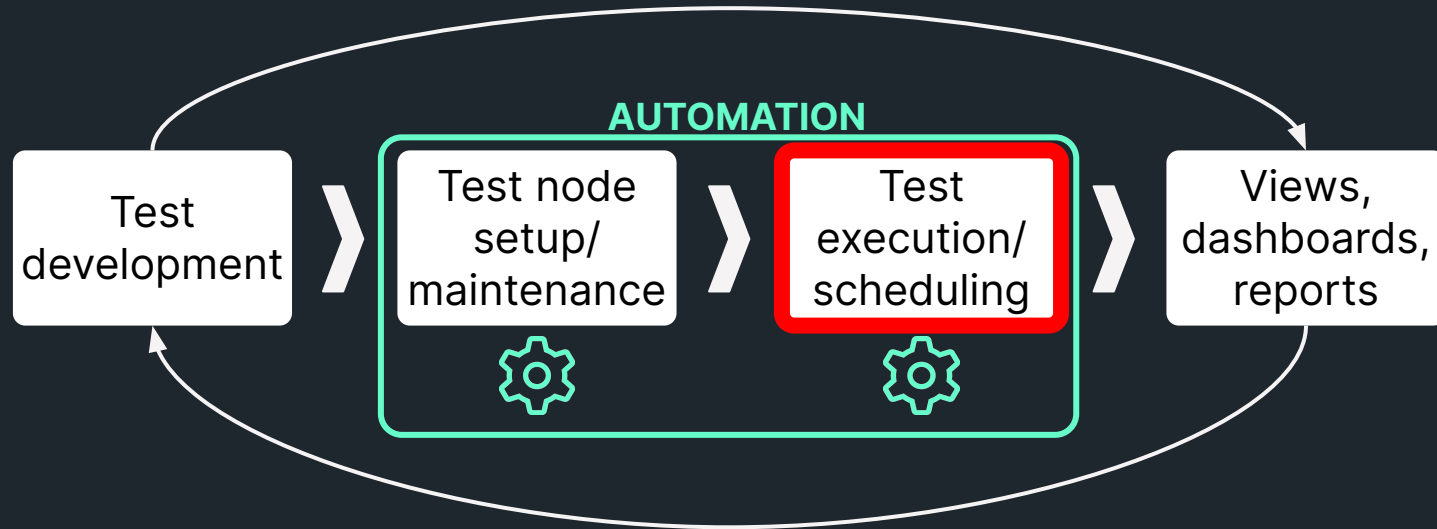 AUTOMATION
Test
development
Test node
setup/
maintenance
Test
execution/
scheduling
Views,
dashboards,
reports